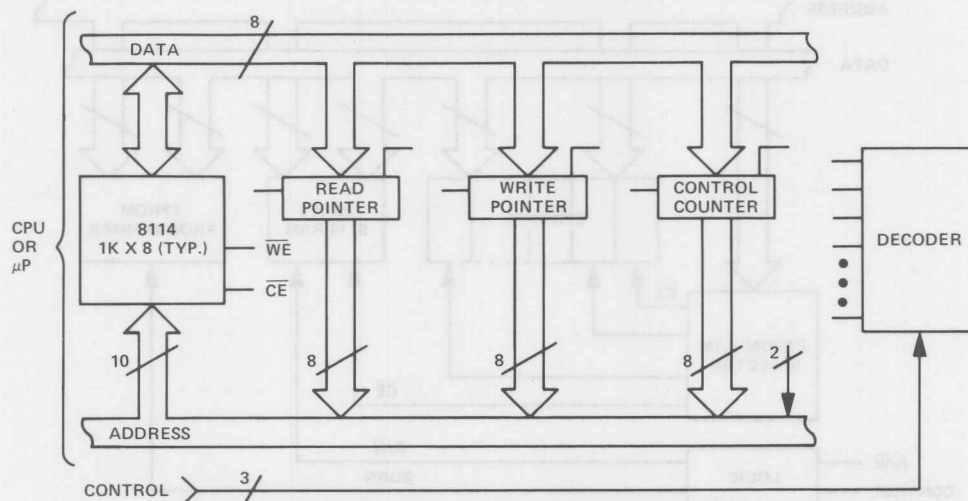 8
DATA
CPU
OR
μP
8114
1K X 8 (TYP.)
WE
CE
READ
POINTER
WRITE
POINTER
CONTROL
COUNTER
DECODER
10
8
8
8
2
ADDRESS
CONTROL
3